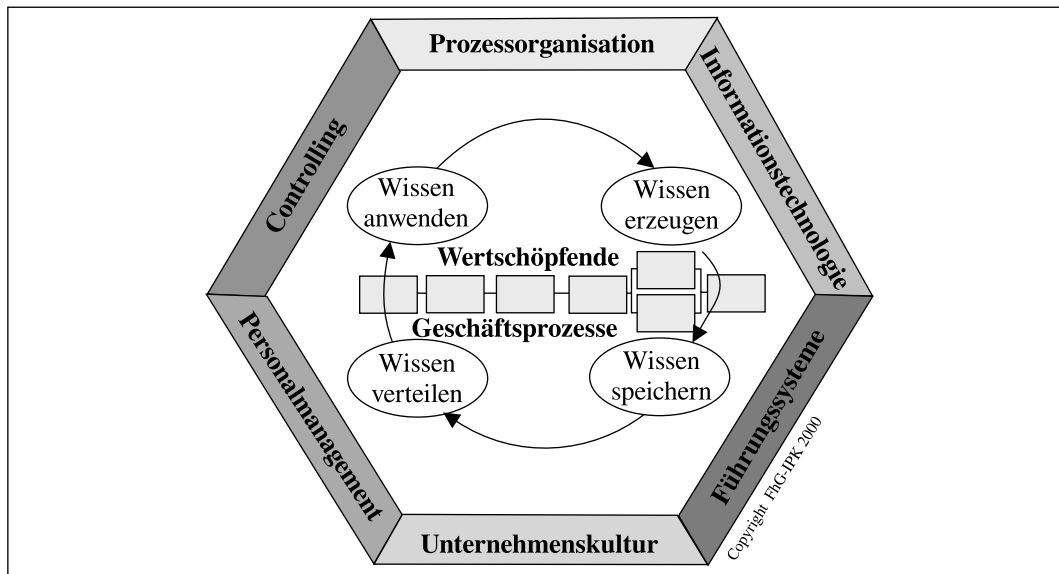 Prozessorganisation
Informationstechnologie
Controlling
Wissen
anwenden
Wissen
erzeugen
Wertschöpfende
Geschäftsprozesse
Wissen
verteilen
Wissen
speichern
Personalmanagement
Führungssysteme
Unternehmenskultur
Copyright FhG-IPK 2000